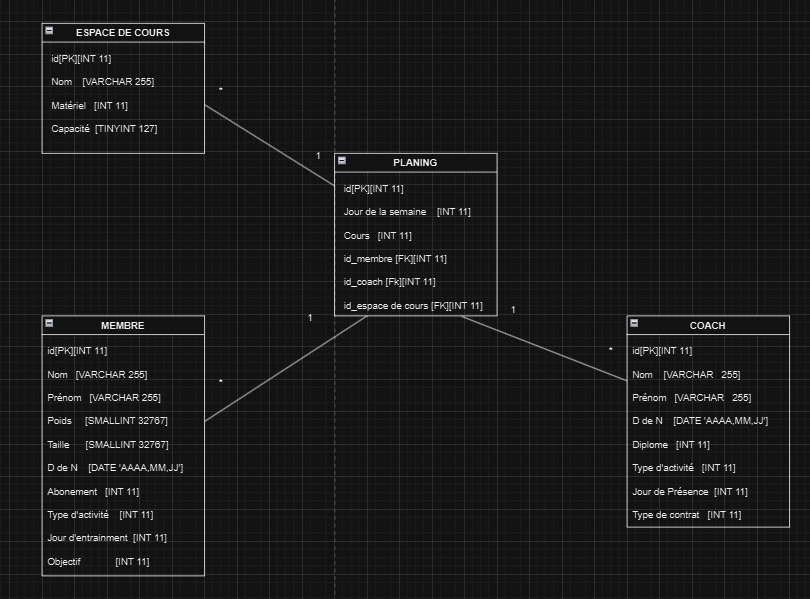 ESPACE DE COURS
id[PK][INT 11]
Nom [VARCHAR 255]
Matériel [INT 11]
Capacité [TINYINT 127]
*
1
PLANING
id[PK][INT 11]
Jour de la semaine [INT 11]
Cours [INT 11]
id_membre [FK][INT 11]
id_coach [Fk][INT 11]
id_espace de cours [FK][INT 11]
1
1
MEMBRE
id[PK][INT 11]
Nom [VARCHAR 255]
Prénom [VARCHAR 255]
Poids [SMALLINT 32767]
Taille [SMALLINT 32767]
D de N [DATE 'AAAA,MM,JJ']
Abonement [INT 11]
Type d'activité [INT 11]
Jour d'entrainment [INT 11]
Objectif [INT 11]
*
*
COACH
id[PK][INT 11]
Nom [VARCHAR 255]
Prénom [VARCHAR 255]
D de N [DATE 'AAAA,MM,JJ']
Diplome [INT 11]
Type d'activité [INT 11]
Jour de Présence [INT 11]
Type de contrat [INT 11]